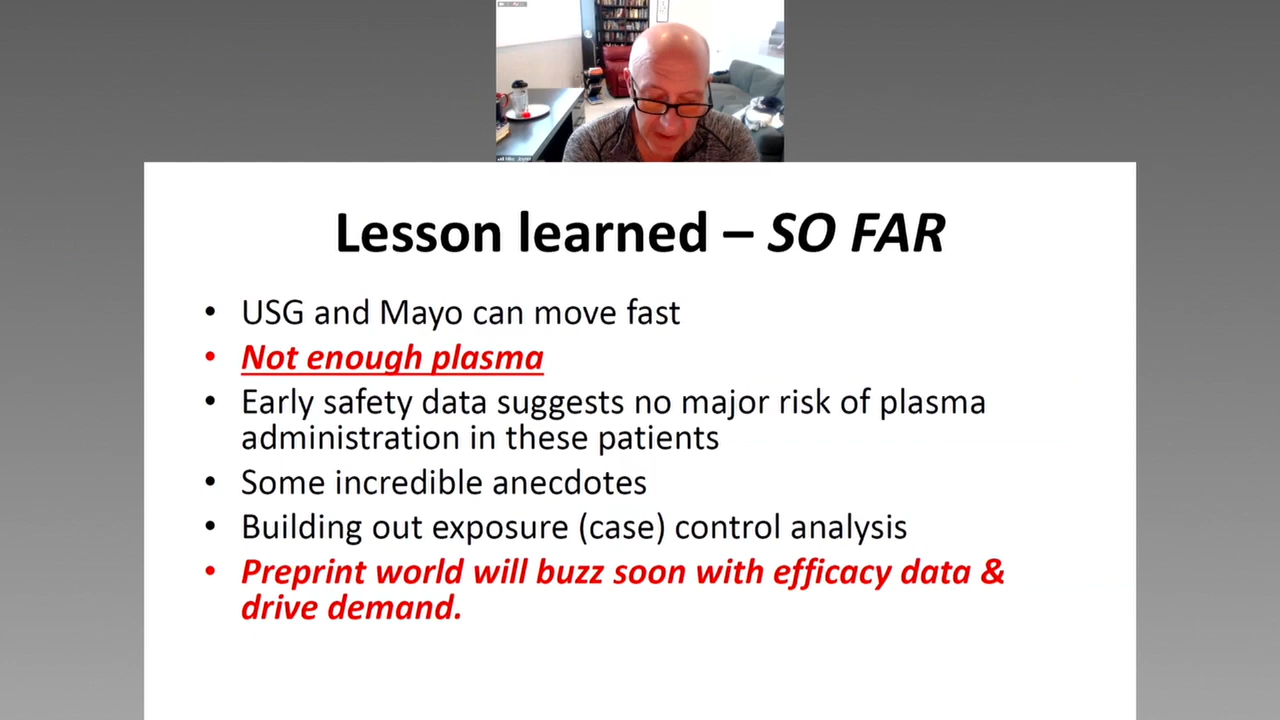 Lesson learned – SO FAR
• USG and Mayo can move fast
• Not enough plasma
• Early safety data suggests no major risk of plasma
administration in these patients
• Some incredible anecdotes
• Building out exposure (case) control analysis
• Preprint world will buzz soon with efficacy data &
drive demand.